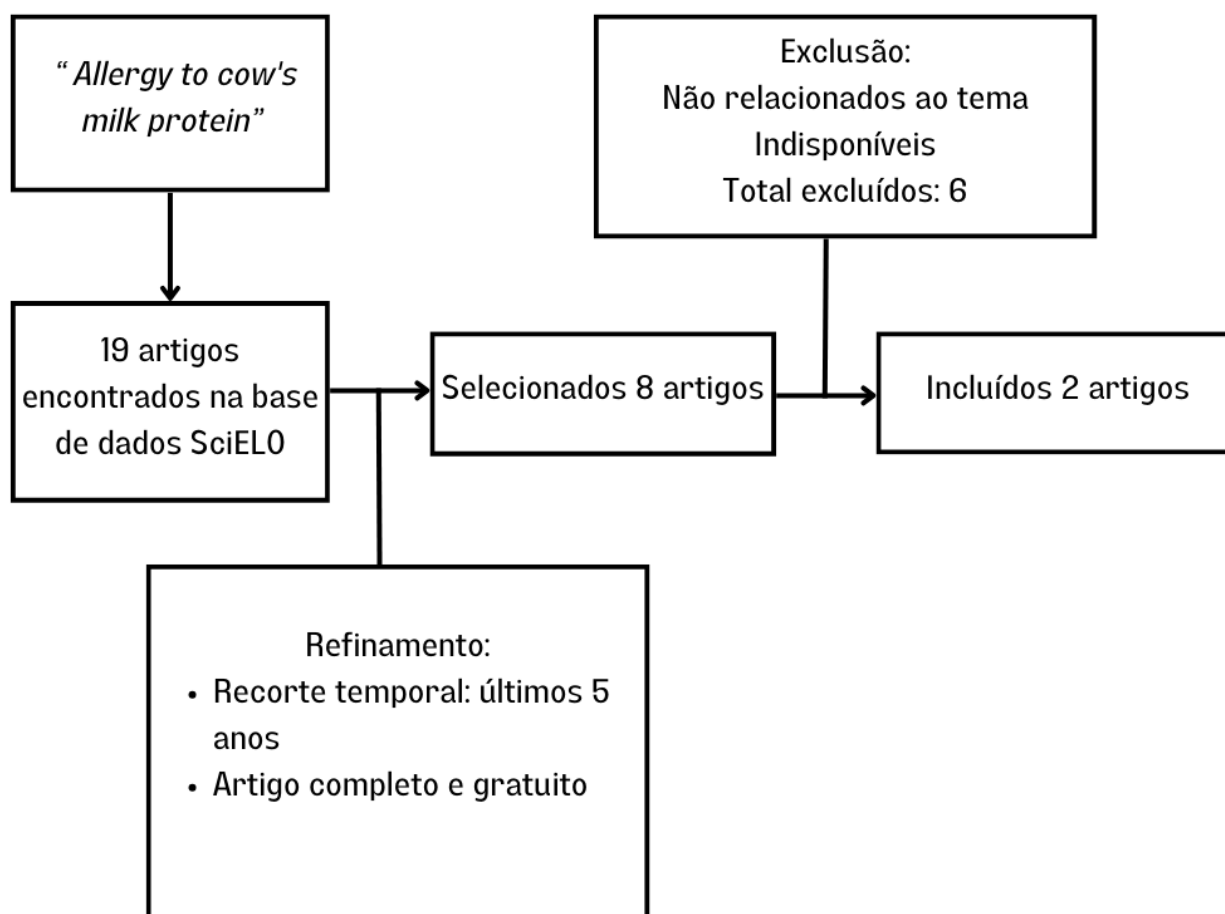 “ Allergy to cow's
milk protein”
19 artigos
encontrados na base
de dados SciELO
Refinamento:
• Recorte temporal: últimos 5
anos
• Artigo completo e gratuito
Selecionados 8 artigos
Exclusão:
Não relacionados ao tema
Indisponíveis
Total excluídos: 6
Incluídos 2 artigos